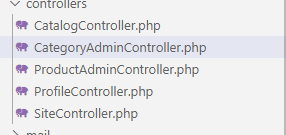 controllers
CatalogController.php
CategoryAdminController.php
ProductAdminController.php
ProfileController.php
SiteController.php
mail